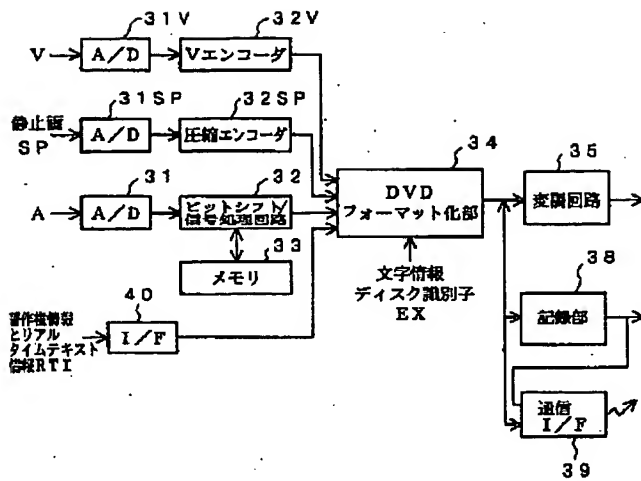 31V
32V
V
A/D
Vエンコーダ
31SP
32SP
静止画
SP
A/D
圧縮エンコーダ
31
32
A
A/D
ビットシフト/
信号処理回路
33
メモリ
40
著作権情報
とリアル
タイムテキスト
情報RTI
I/F
34
DVD
フォーマット化部
文字情報
ディスク識別子
EX
35
変調回路
38
記録部
通信
I/F
39